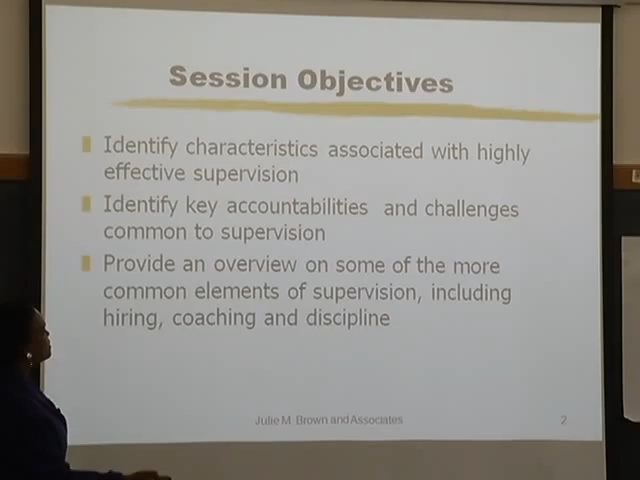 Session Objectives
Identify characteristics associated with highly
effective supervision
Identify key accountabilities and challenges
common to supervision
Provide an overview on some of the more
common elements of supervision, including
hiring, coaching and discipline
Julie M. Brown and Associates
2